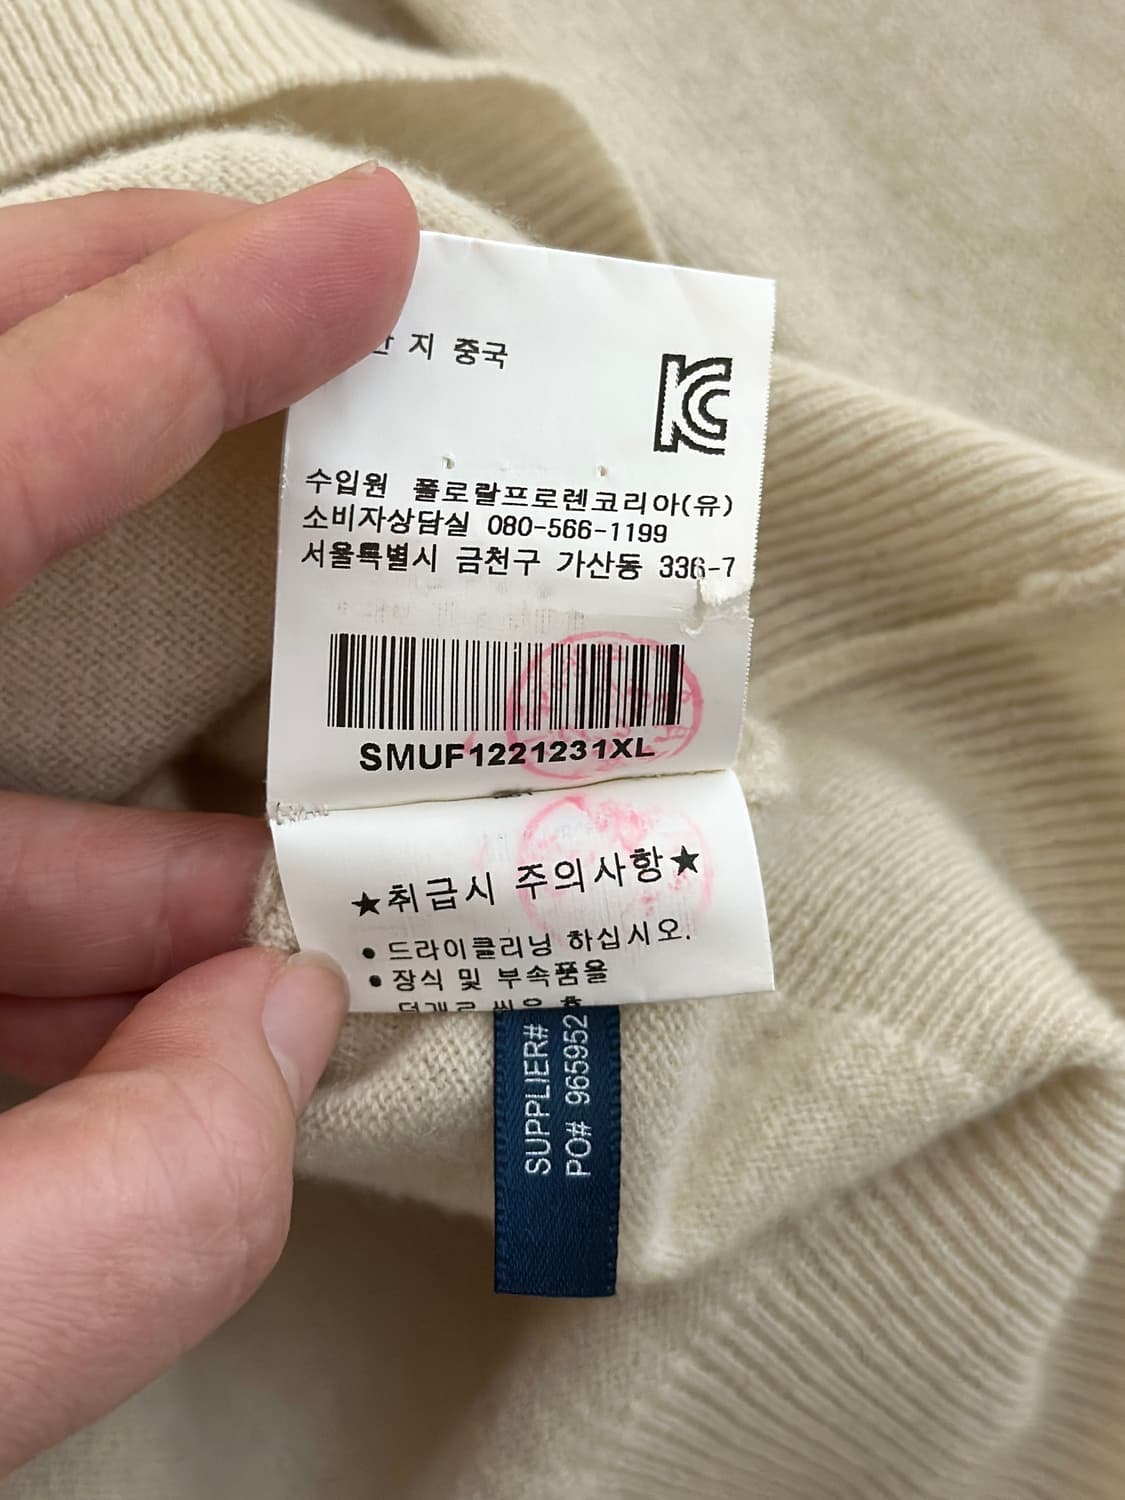 지 중국
KC
수입원 폴로랄프로렌코리아(유)
소비자상담실 080-566-1199
서울특별시 금천구 가산동 336-7
SMUF1221231XL
★취급시 주의사항★
• 드라이클리닝 하십시오.
• 장식 및 부속품을
SUPPLIER#
PO# 965952